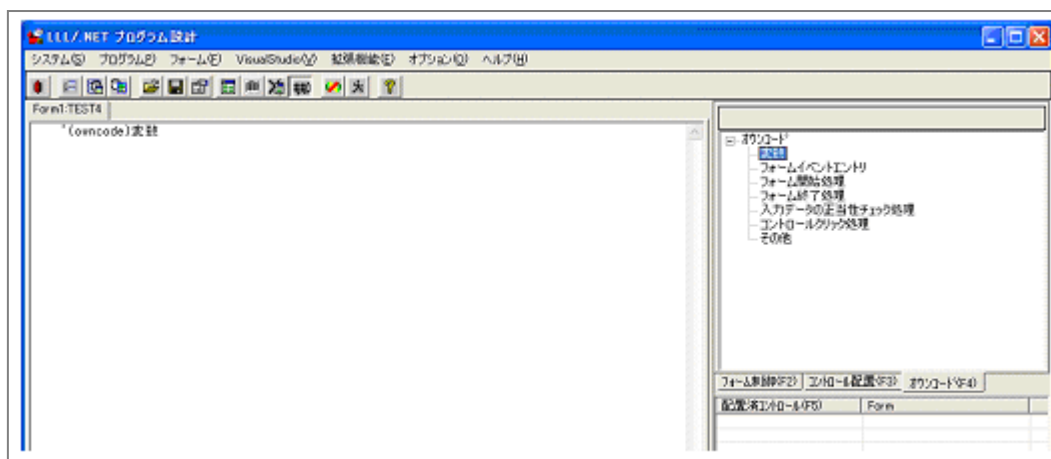 LLL/.NET プログラム設計
システム(S) プログラム(P) フォーム(F) VisualStudio(V) 拡張機能(E) オプション(O) ヘルプ(H)
Form1:TEST4
'(owncode)変数
オウンコード
変数
フォームイベントエントリ
フォーム開始処理
フォーム終了処理
入力データの正当性チェック処理
コントロールクリック処理
その他
フォーム制御(F2) コントロール配置(F3) オウンコード(F4)
配置済コントロール(F5) Form